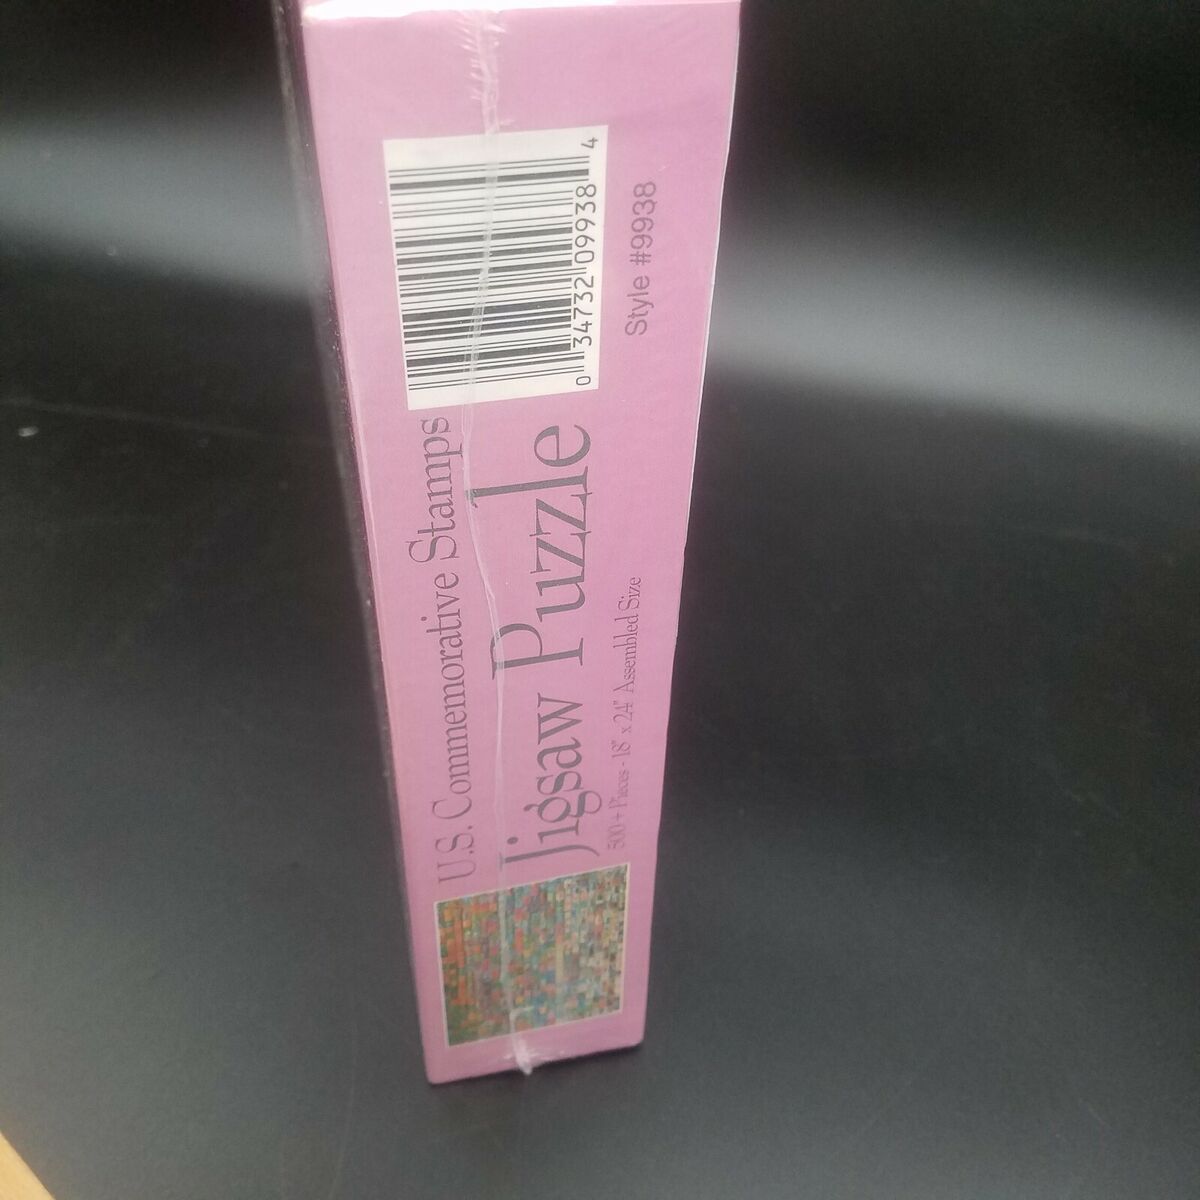 U.S. Commemorative Stamps
Jigsaw Puzzle
500+ Pieces - 18" x 24" Assembled Size
0 34732 09938 4
Style #9938